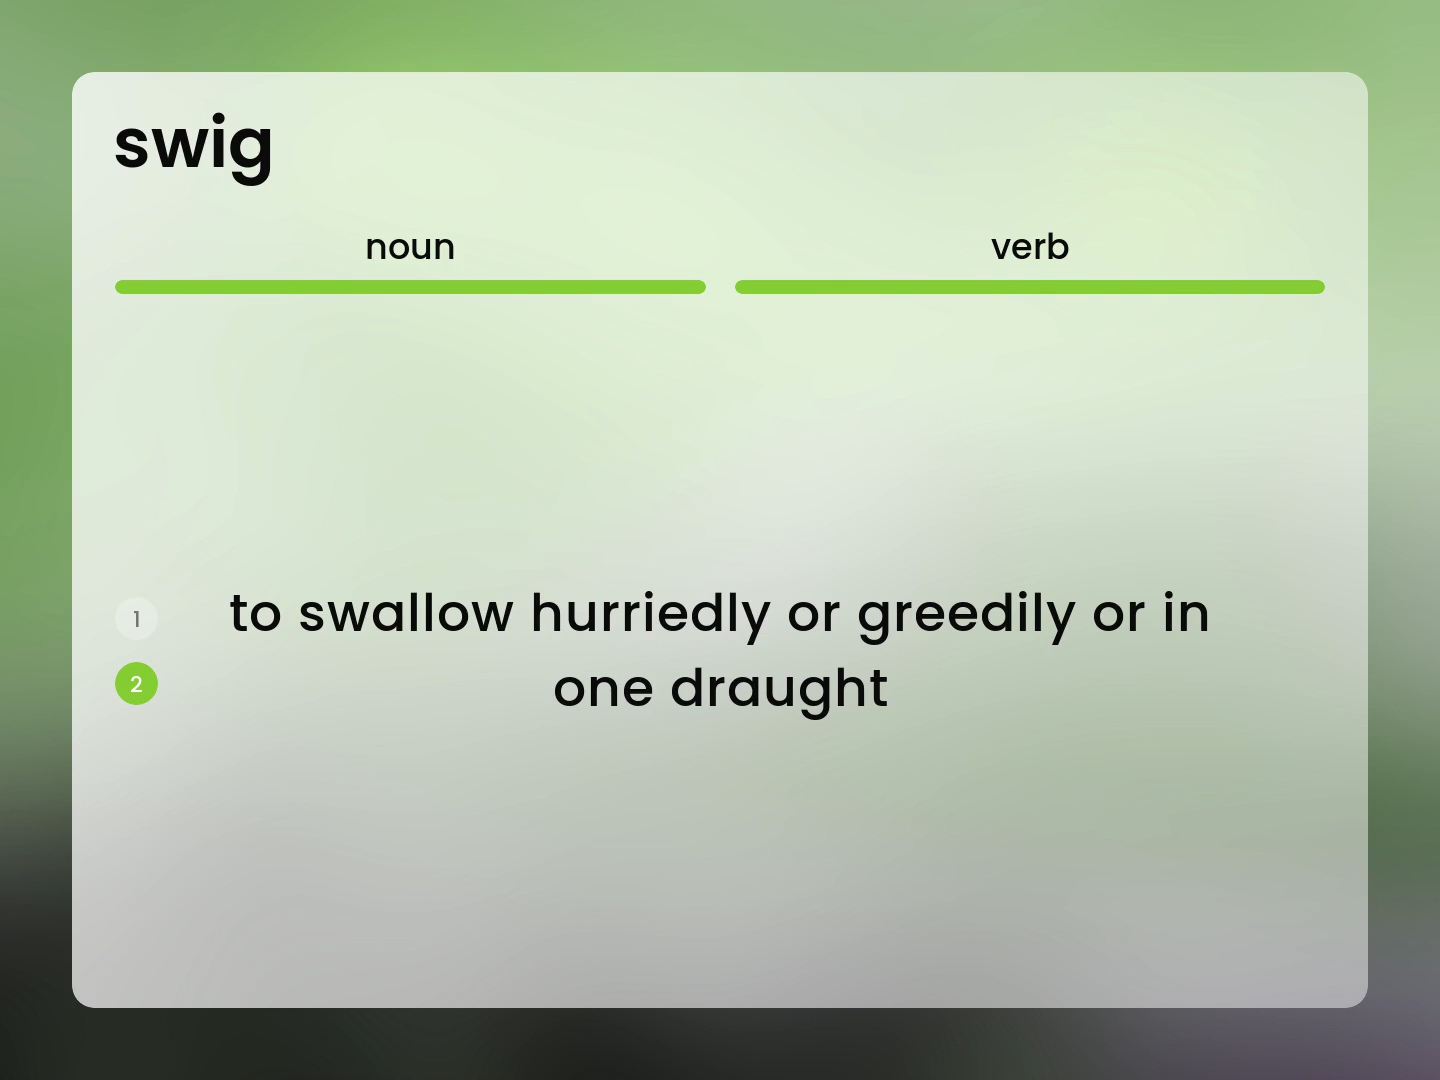 swig
noun
verb
1
2
to swallow hurriedly or greedily or in
one draught